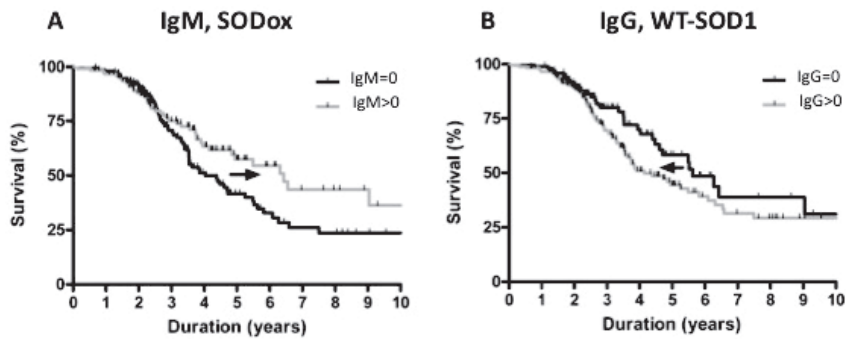 A IgM, SODox
Survival (%)
100
75
50
25
0
IgM=0
IgM>0
0 1 2 3 4 5 6 7 8 9 10
Duration (years)
B IgG, WT-SOD1
Survival (%)
100
75
50
25
0
IgG=0
IgG>0
0 1 2 3 4 5 6 7 8 9 10
Duration (years)